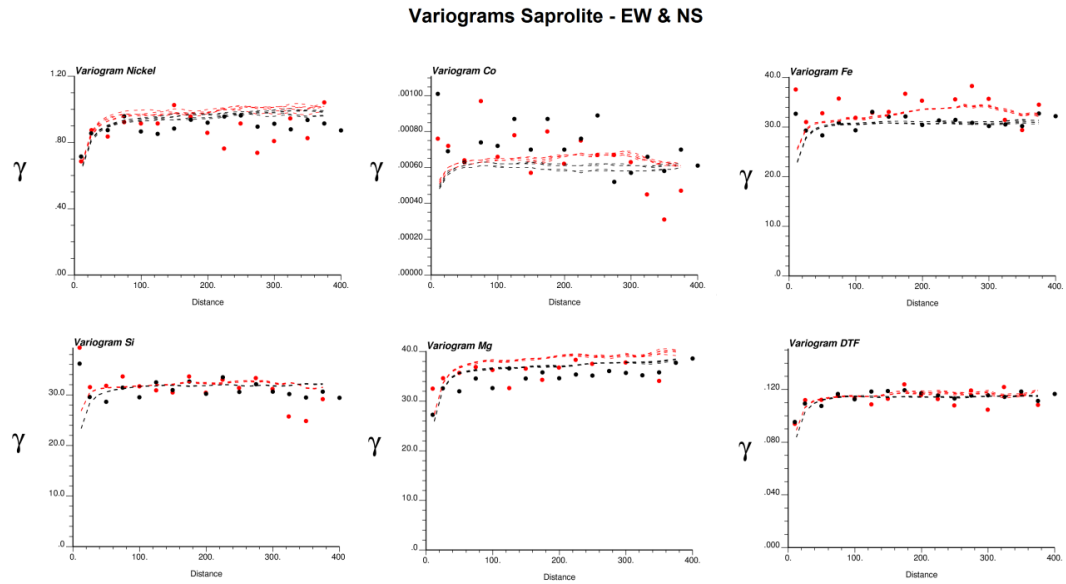 Variograms Saprolite - EW & NS
Variogram Nickel
1.20
.80
.40
.00
0. 100. 200. 300. 400.
Distance
γ
Variogram Co
.00100
.00080
.00060
.00040
.00020
.00000
0. 100. 200. 300. 400.
Distance
γ
Variogram Fe
40.0
30.0
20.0
10.0
.0
0. 100. 200. 300. 400.
Distance
γ
Variogram Si
30.0
20.0
10.0
.0
0. 100. 200. 300. 400
Distance
γ
Variogram Mg
40.0
30.0
20.0
10.0
.0
0. 100. 200. 300. 400.
Distance
γ
Variogram DTF
.120
.080
.040
.000
0. 100. 200. 300. 400.
Distance
γ